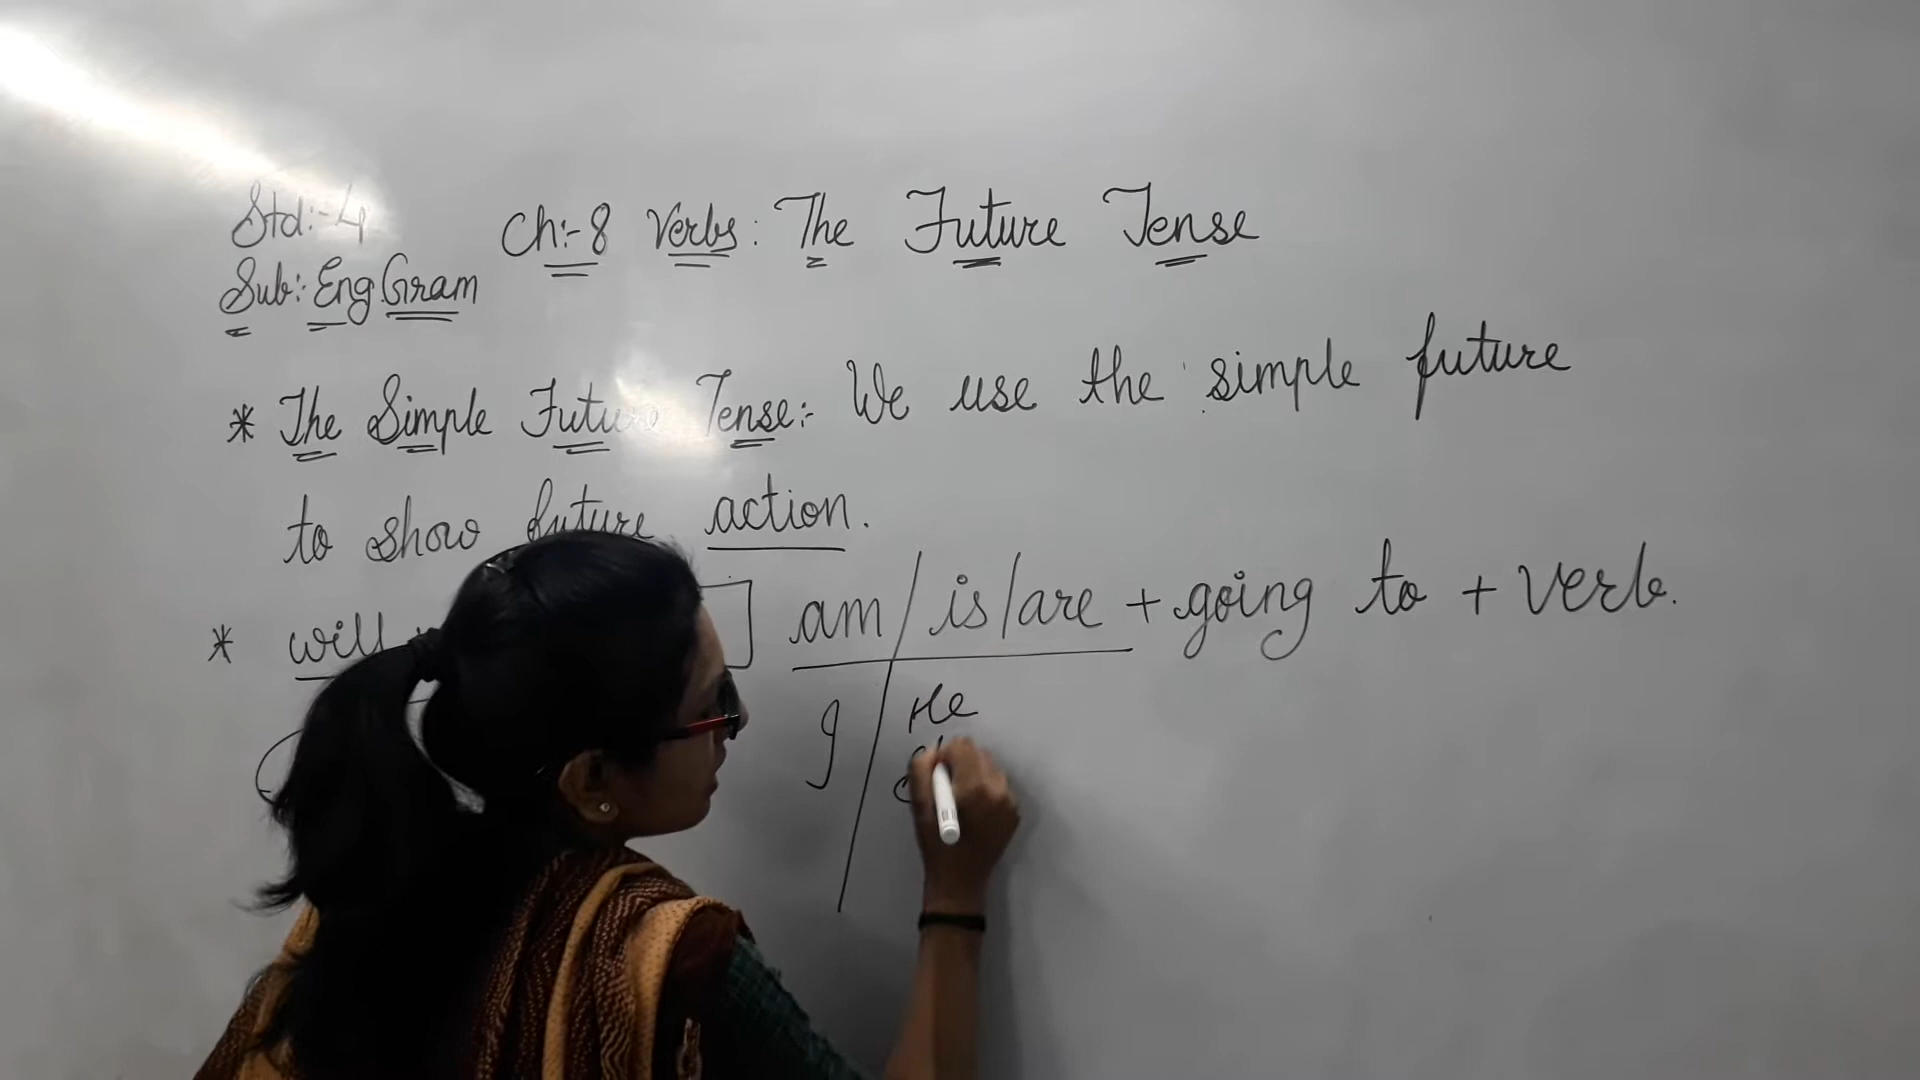 Std:-4
Ch:-8 Verbs: The Future Tense
Sub: Eng Gram
* The Simple Future Tense:- We use the simple future
to show future action.
* will am/is/are + going to + verb.
I He